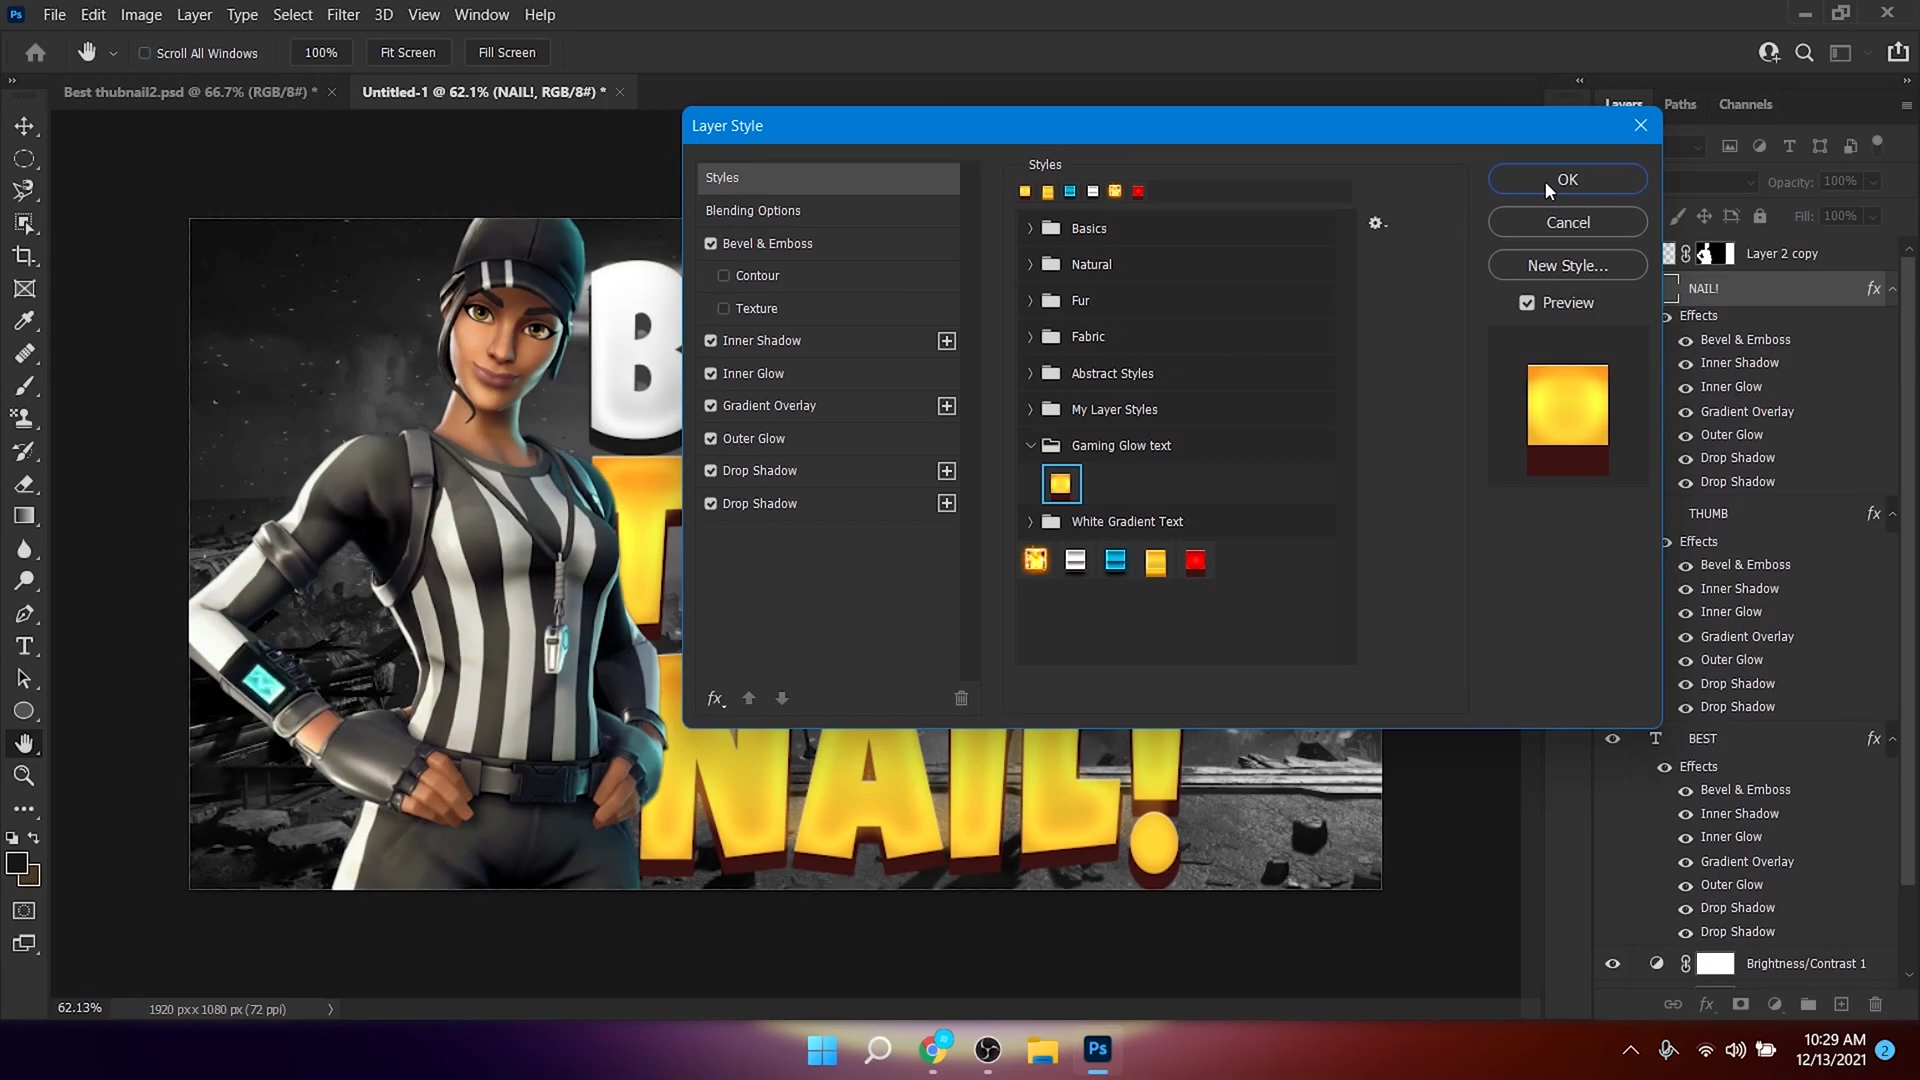 Ps File Edit Image Layer Type Select Filter 3D View Window Help
Scroll All Windows 100% Fit Screen Fill Screen
Best thubnail2.psd @ 66.7% (RGB/8#) * Untitled-1 @ 62.1% (NAIL!, RGB/8#) *
Layers Paths Channels
Opacity: 100%
Fill: 100%
Layer Style
Styles
Blending Options
Bevel & Emboss
Contour
Texture
Inner Shadow
Inner Glow
Gradient Overlay
Outer Glow
Drop Shadow
Drop Shadow
fx
Styles
Basics
Natural
Fur
Fabric
Abstract Styles
My Layer Styles
Gaming Glow text
White Gradient Text
OK
Cancel
New Style...
Preview
Layer 2 copy
NAIL! fx
Effects
Bevel & Emboss
Inner Shadow
Inner Glow
Gradient Overlay
Outer Glow
Drop Shadow
Drop Shadow
THUMB fx
Effects
Bevel & Emboss
Inner Shadow
Inner Glow
Gradient Overlay
Outer Glow
Drop Shadow
Drop Shadow
T BEST fx
Effects
Bevel & Emboss
Inner Shadow
Inner Glow
Gradient Overlay
Outer Glow
Drop Shadow
Drop Shadow
Brightness/Contrast 1
fx
B
T
NAIL!
62.13% 1920 px x 1080 px (72 ppi)
Ps
10:29 AM
12/13/2021
2